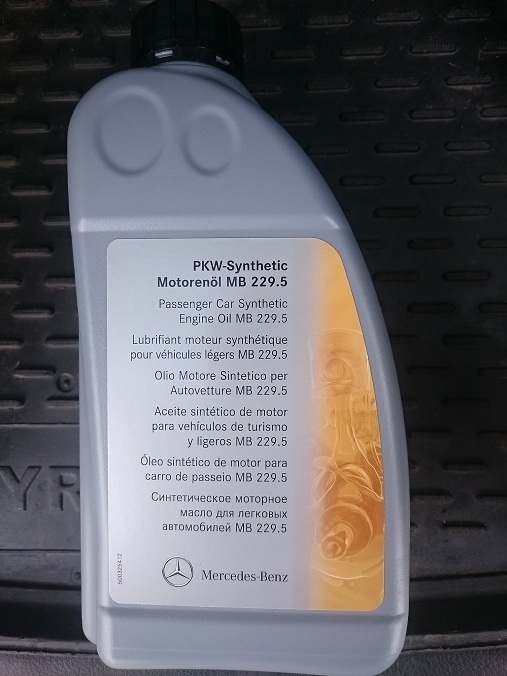 PKW-Synthetic
Motorenöl MB 229.5
Passenger Car Synthetic
Engine Oil MB 229.5
Lubrifiant moteur synthétique
pour véhicules légers MB 229.5
Olio Motore Sintetico per
Autovetture MB 229.5
Aceite sintético de motor
para vehículos de turismo
y ligeros MB 229.5
Óleo sintético de motor para
carro de passeio MB 229.5
Синтетическое моторное
масло для легковых
автомобилей MB 229.5
Mercedes-Benz
YR